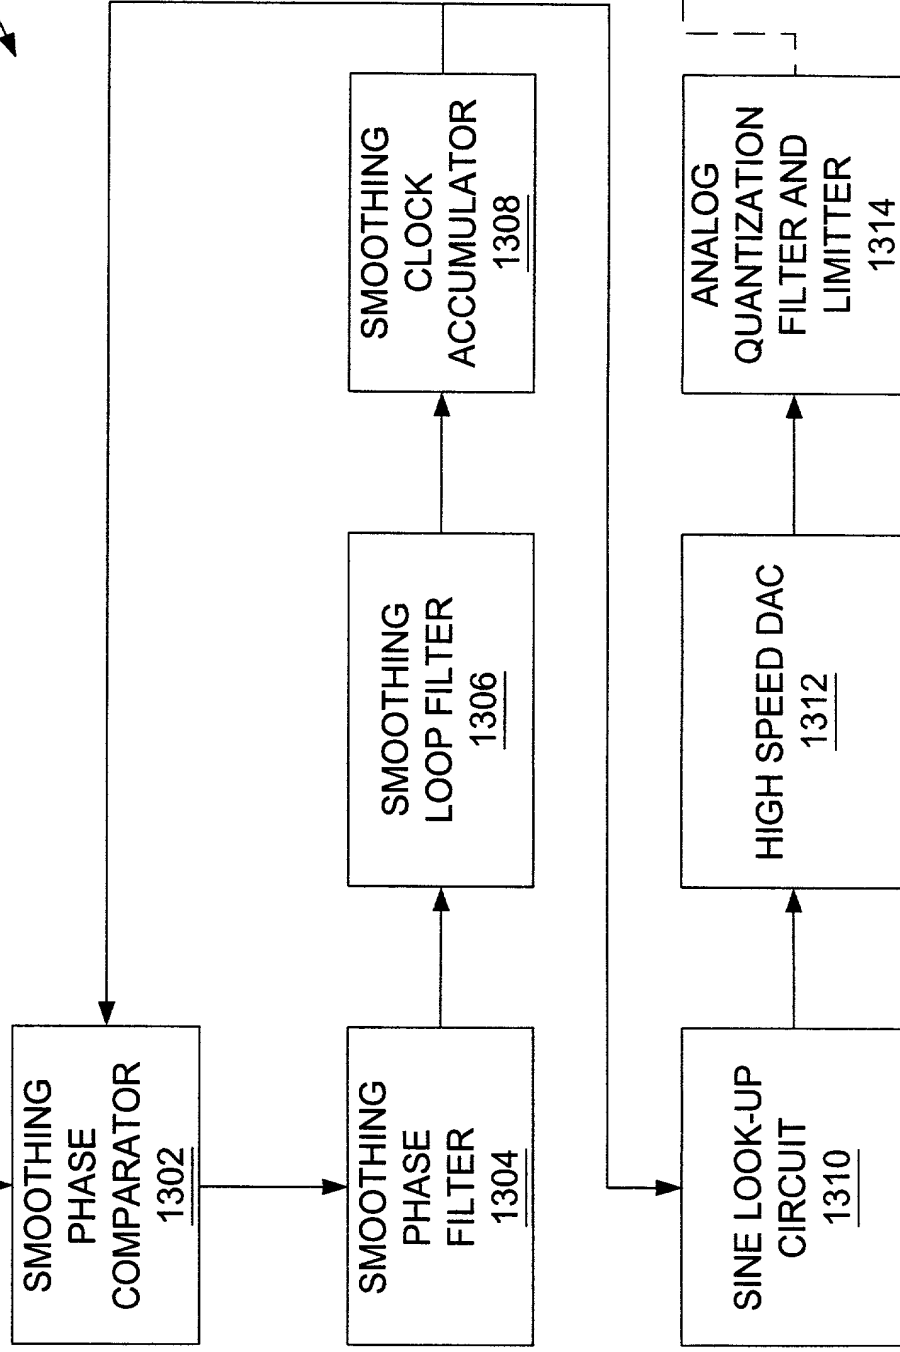 SMOOTHING
PHASE
COMPARATOR
1302
SMOOTHING
PHASE
FILTER
1304
SMOOTHING
LOOP FILTER
1306
SMOOTHING
CLOCK
ACCUMULATOR
1308
SINE LOOK-UP
CIRCUIT
1310
HIGH SPEED DAC
1312
ANALOG
QUANTIZATION
FILTER AND
LIMITTER
1314